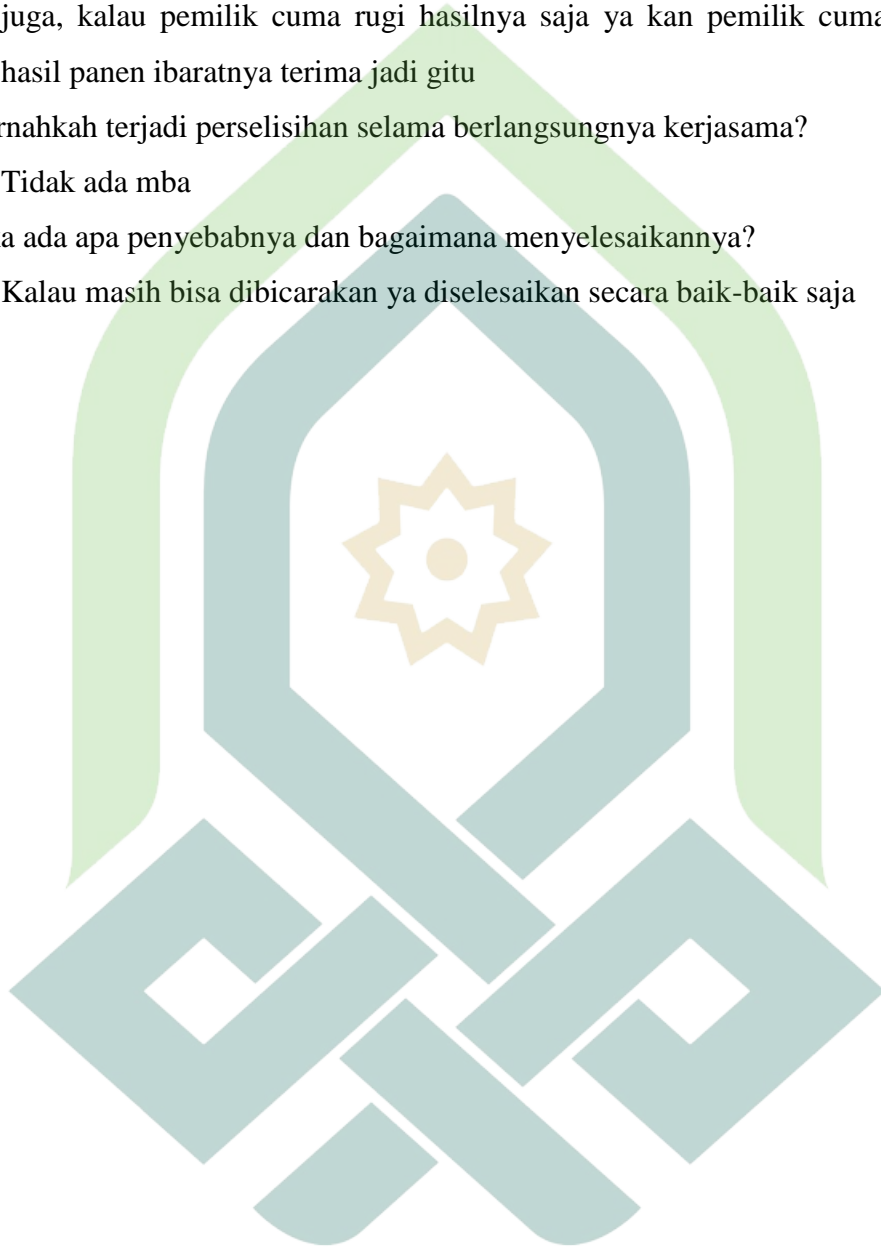 juga, kalau pemilik cuma rugi hasilnya saja ya kan pemilik cuma
hasil panen ibaratnya terima jadi gitu
rnahkah terjadi perselisihan selama berlangsungnya kerjasama?
Tidak ada mba
a ada apa penyebabnya dan bagaimana menyelesaikannya?
Kalau masih bisa dibicarakan ya diselesaikan secara baik-baik saja